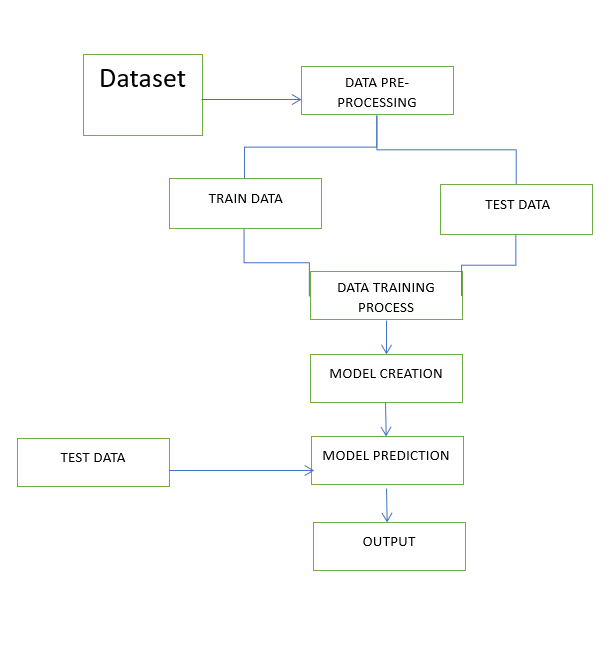 Dataset
DATA PRE-
PROCESSING
TRAIN DATA
TEST DATA
DATA TRAINING
PROCESS
MODEL CREATION
TEST DATA
MODEL PREDICTION
OUTPUT